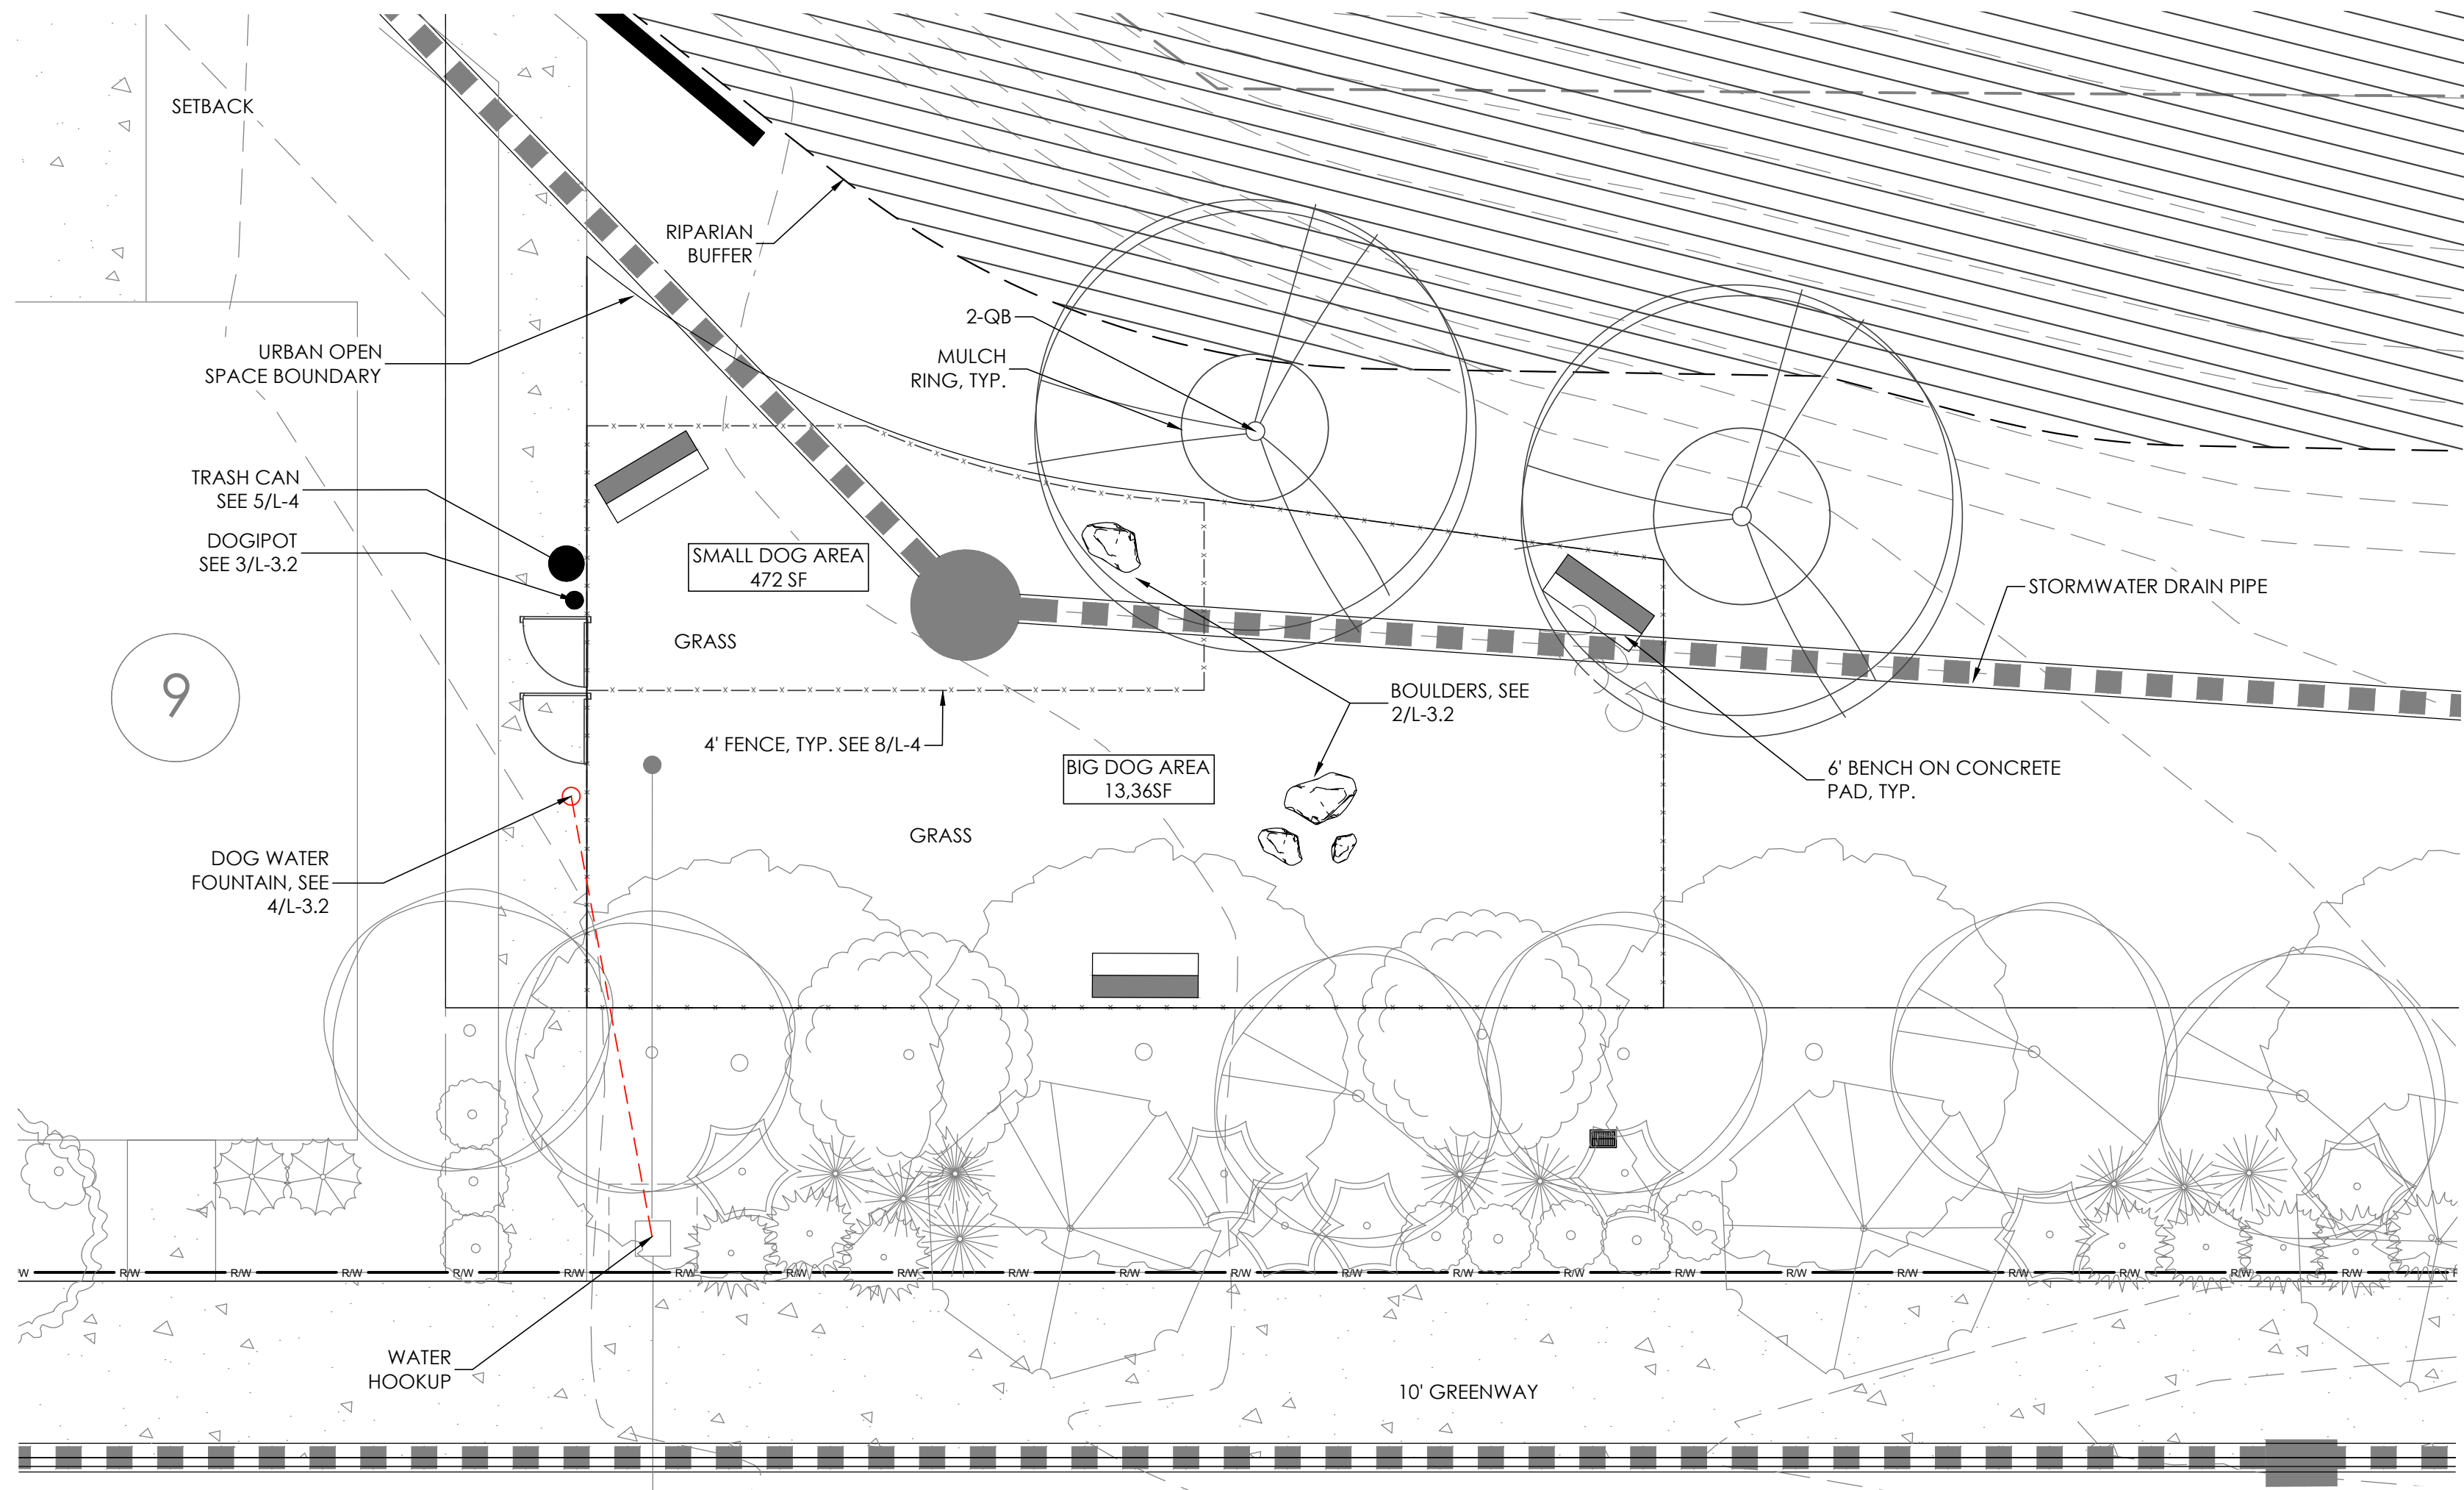 SETBACK
RIPARIAN
BUFFER
2-QB
URBAN OPEN
SPACE BOUNDARY
MULCH
RING, TYP.
TRASH CAN
SEE 5/L-4
DOGIPOT
SEE 3/L-3.2
SMALL DOG AREA
472 SF
STORMWATER DRAIN PIPE
GRASS
9
BOULDERS, SEE
2/L-3.2
4' FENCE, TYP. SEE 8/L-4
BIG DOG AREA
13,36SF
6' BENCH ON CONCRETE
PAD, TYP.
GRASS
DOG WATER
FOUNTAIN, SEE
4/L-3.2
W R/W R/W R/W R/W R/W R/W R/W R/W R/W R/W R/W R/W R/W R/W R/W R/W R/W R/W R/W R/W R/W
WATER
HOOKUP
10' GREENWAY